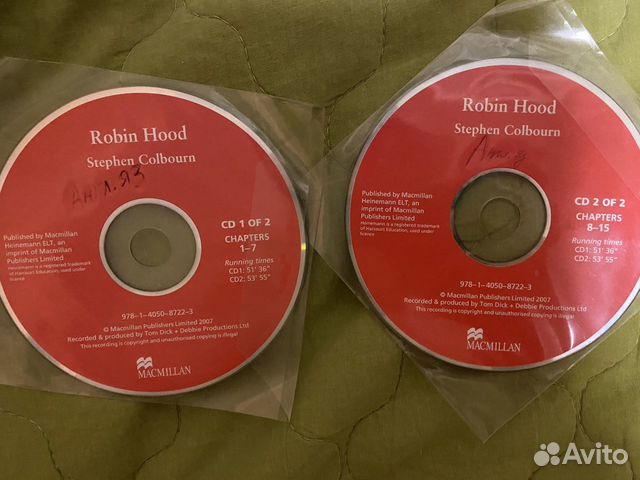 Robin Hood
Stephen Colbourn
АНГЛ.ЯЗ
CD 1 OF 2
CHAPTERS
1–7
Running times
CD1: 51' 36"
CD2: 53' 55"
Published by Macmillan
Heinemann ELT, an
imprint of Macmillan
Publishers Limited
Heinemann is a registered trademark
of Harcourt Education, used under
licence
978–1–4050–8722–3
© Macmillan Publishers Limited 2007
Recorded & produced by Tom Dick + Debbie Productions Ltd
This recording is copyright and unauthorised copying is illegal
MACMILLAN
Robin Hood
Stephen Colbourn
Published by Macmillan
Heinemann ELT, an
imprint of Macmillan
Publishers Limited
Heinemann is a registered trademark
of Harcourt Education, used under
licence
CD 2 OF 2
CHAPTERS
8–15
Running times
CD1: 51' 36"
CD2: 53' 55"
978–1–4050–8722–3
© Macmillan Publishers Limited 2007
Recorded & produced by Tom Dick + Debbie Productions Ltd
This recording is copyright and unauthorised copying is illegal
MACMILLAN
Avito